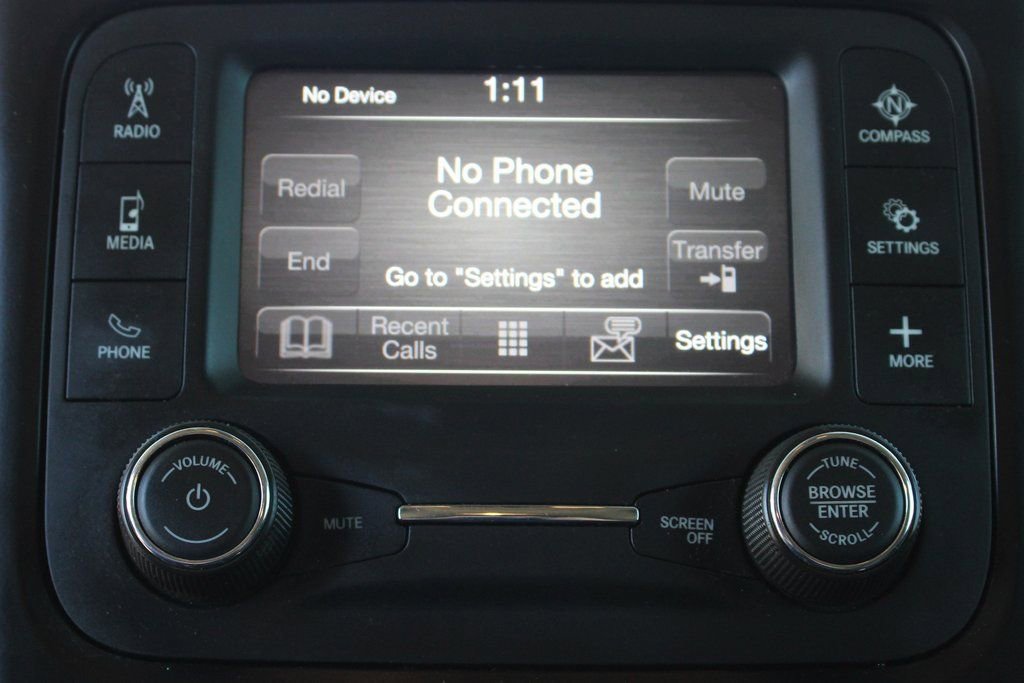 RADIO
MEDIA
PHONE
No Device
1:11
Redial
No Phone
Connected
Mute
End
Go to "Settings" to add
Transfer
Recent
Calls
Settings
N
COMPASS
SETTINGS
MORE
VOLUME
MUTE
SCREEN
OFF
TUNE
BROWSE
ENTER
SCROLL